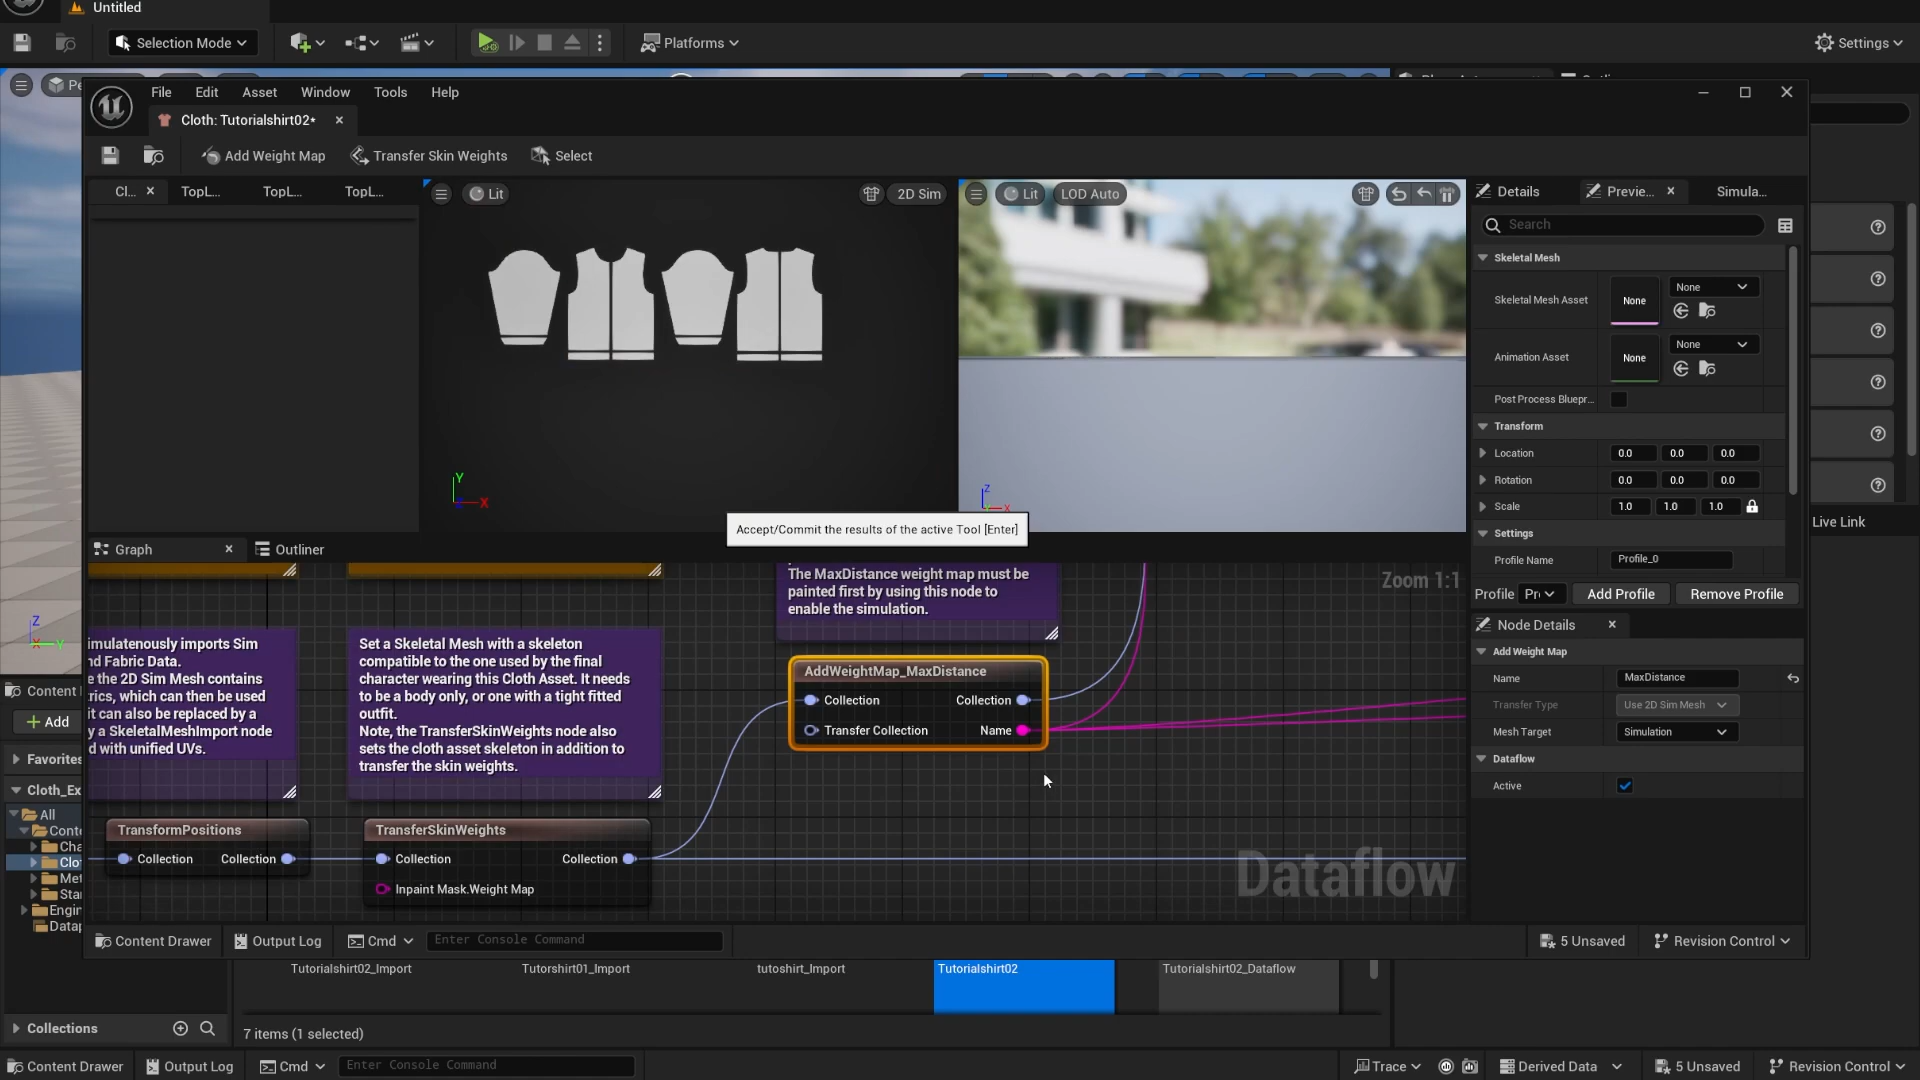 Untitled
Selection Mode
Platforms
Settings
File
Edit
Asset
Window
Tools
Help
Cloth: Tutorialshirt02*
Add Weight Map
Transfer Skin Weights
Select
Cl...
TopL...
TopL...
TopL...
Lit
2D Sim
Lit
LOD Auto
Details
Previe...
Simula...
Search
Skeletal Mesh
Skeletal Mesh Asset
None
None
Animation Asset
None
None
Post Process Bluepr...
Transform
Location
0.0
0.0
0.0
Rotation
0.0
0.0
0.0
Scale
1.0
1.0
1.0
Settings
Profile Name
Profile_0
Profile
Add Profile
Remove Profile
Live Link
Y
X
Z
Accept/Commit the results of the active Tool [Enter]
Graph
Outliner
Zoom 1:1
The MaxDistance weight map must be
painted first by using this node to
enable the simulation.
imulatenously imports Sim
nd Fabric Data.
e the 2D Sim Mesh contains
rics, which can then be used
it can also be replaced by a
y a SkeletalMeshImport node
d with unified UVs.
Set a Skeletal Mesh with a skeleton
compatible to the one used by the final
character wearing this Cloth Asset. It needs
to be a body only, or one with a tight fitted
outfit.
Note, the TransferSkinWeights node also
sets the cloth asset skeleton in addition to
transfer the skin weights.
AddWeightMap_MaxDistance
Collection
Collection
Transfer Collection
Name
TransformPositions
Collection
Collection
TransferSkinWeights
Collection
Collection
Inpaint Mask.Weight Map
Dataflow
Node Details
Add Weight Map
Name
MaxDistance
Transfer Type
Use 2D Sim Mesh
Mesh Target
Simulation
Dataflow
Active
Z
X
Y
Content
Add
Favorites
Cloth_Ex
All
Conte
Cha
Clo
Met
Sta
Engin
Datap
Content Drawer
Output Log
Cmd
Enter Console Command
5 Unsaved
Revision Control
Tutorialshirt02_Import
Tutorshirt01_Import
tutoshirt_Import
Tutorialshirt02
Tutorialshirt02_Dataflow
Collections
7 items (1 selected)
Content Drawer
Output Log
Cmd
Enter Console Command
Trace
Derived Data
5 Unsaved
Revision Control